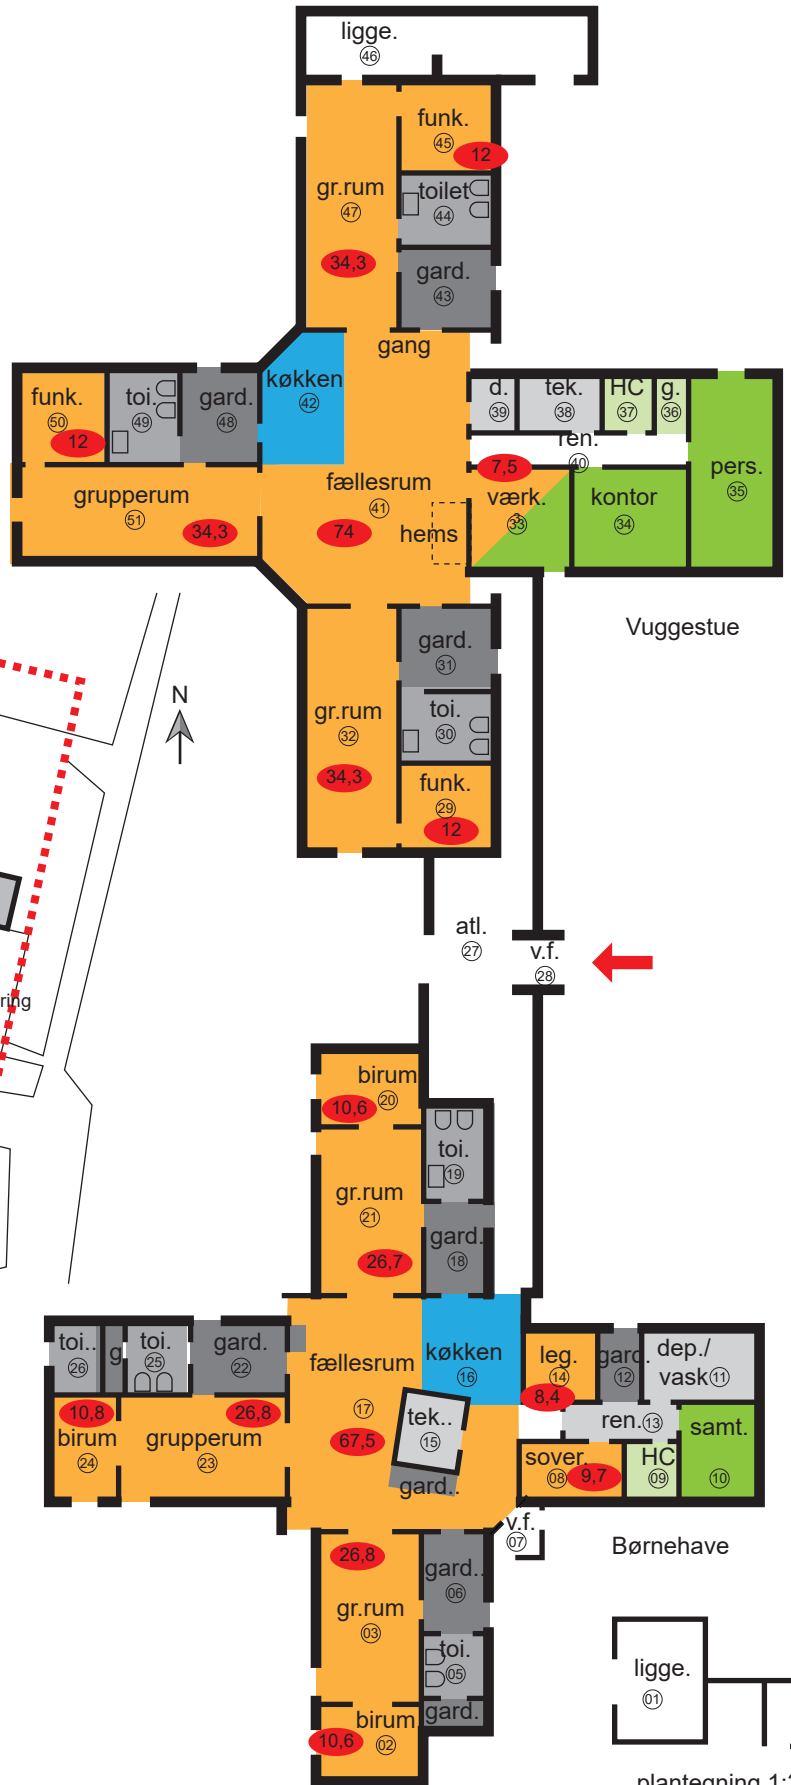 ligge.
46
funk.
45
12
gr.rum
47
toilet
44
34,3
gard.
43
gang
køkken
42
funk.
50
12
toi.
49
gard.
48
d.
39
tek.
38
HC
37
g.
36
ren.
40
7,5
pers.
35
grupperum
51
34,3
fællesrum
41
74
hems
værk.
33
kontor
34
Vuggestue
gard.
31
N
gr.rum
32
toi.
30
34,3
funk.
29
12
atl.
27
v.f.
28
ring
birum
20
10,6
toi.
19
gr.rum
21
gard.
18
26,7
toi..
26
g
toi.
25
gard.
22
fællesrum
17
67,5
køkken
16
leg.
14
8,4
gard.
12
dep./
vask 11
10,8
birum
24
26,8
grupperum
23
tek..
15
gard..
ren. 13
samt.
10
sover.
08
9,7
HC
09
v.f.
07
Børnehave
26,8
gr.rum
03
gard..
06
toi.
05
gard.
birum
02
10,6
ligge.
01